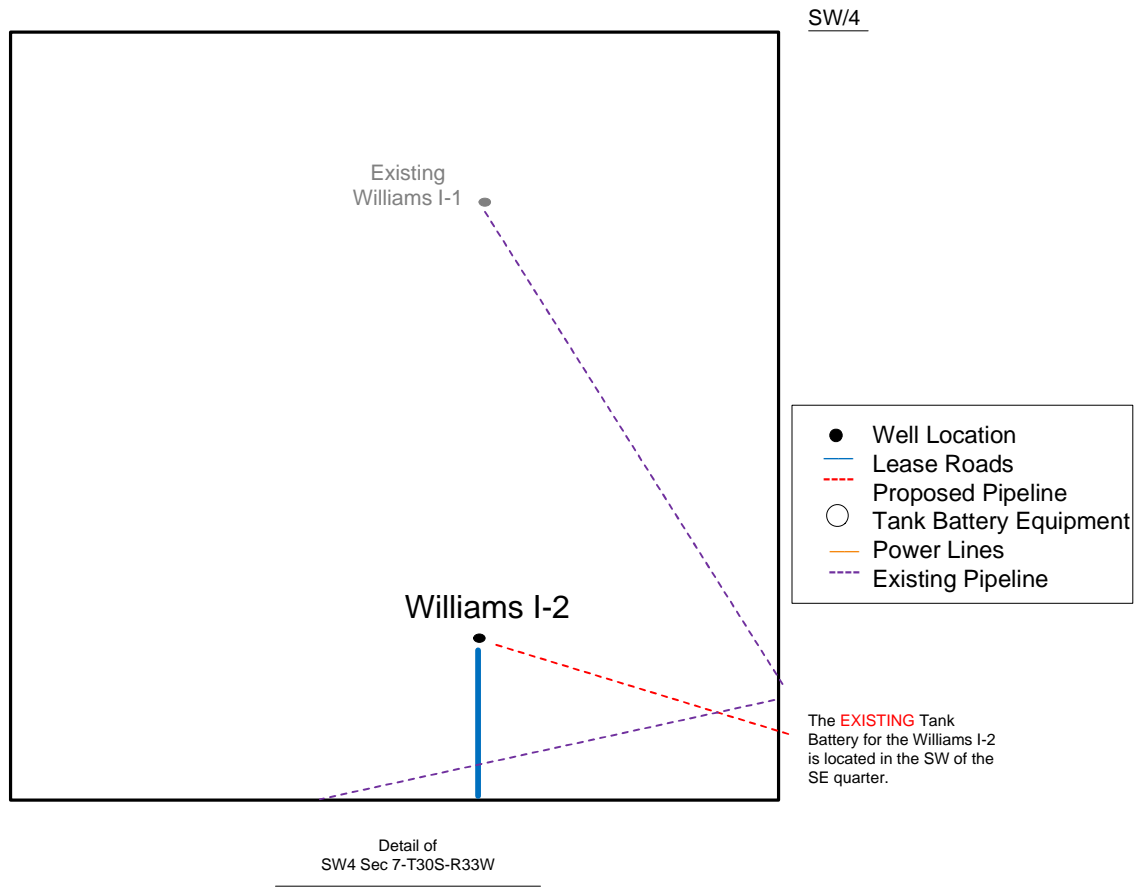 SW/4
Existing
Williams I-1
Well Location
Lease Roads
Proposed Pipeline
Tank Battery Equipment
Power Lines
Existing Pipeline
Williams I-2
The EXISTING Tank
Battery for the Williams I-2
is located in the SW of the
SE quarter.
Detail of
SW4 Sec 7-T30S-R33W